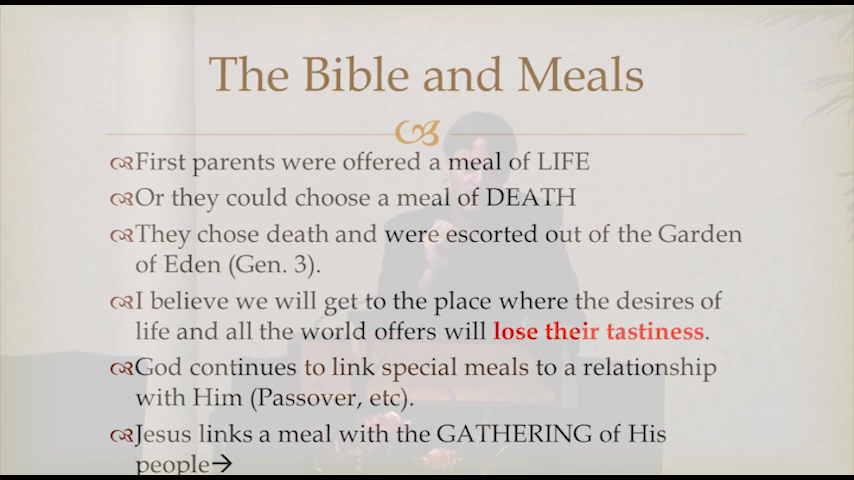 The Bible and Meals
First parents were offered a meal of LIFE
Or they could choose a meal of DEATH
They chose death and were escorted out of the Garden
of Eden (Gen. 3).
I believe we will get to the place where the desires of
life and all the world offers will lose their tastiness.
God continues to link special meals to a relationship
with Him (Passover, etc).
Jesus links a meal with the GATHERING of His
people→